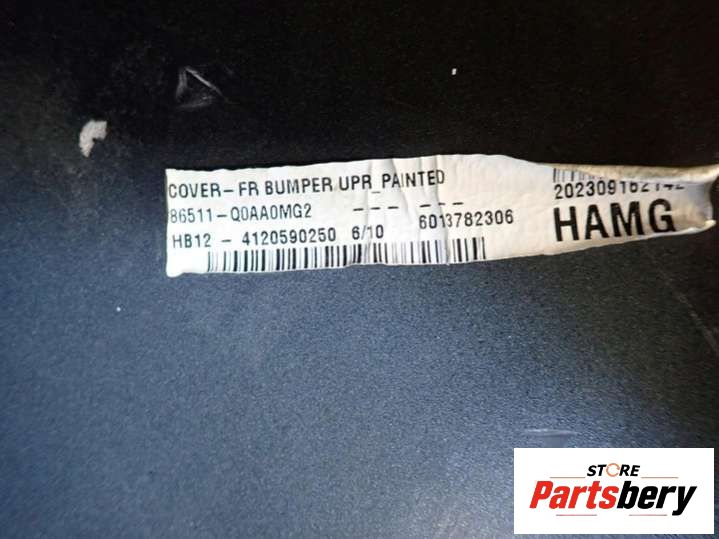 COVER-FR BUMPER UPR_PAINTED
86511-Q0AA0MG2 --- ---
HB12 - 4120590250 6/10 6013782306
HAMG
STORE
Partsbery